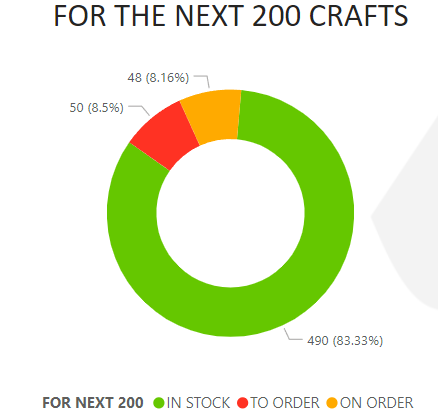 FOR THE NEXT 200 CRAFTS
48 (8.16%)
50 (8.5%)
490 (83.33%)
FOR NEXT 200 IN STOCK TO ORDER ON ORDER